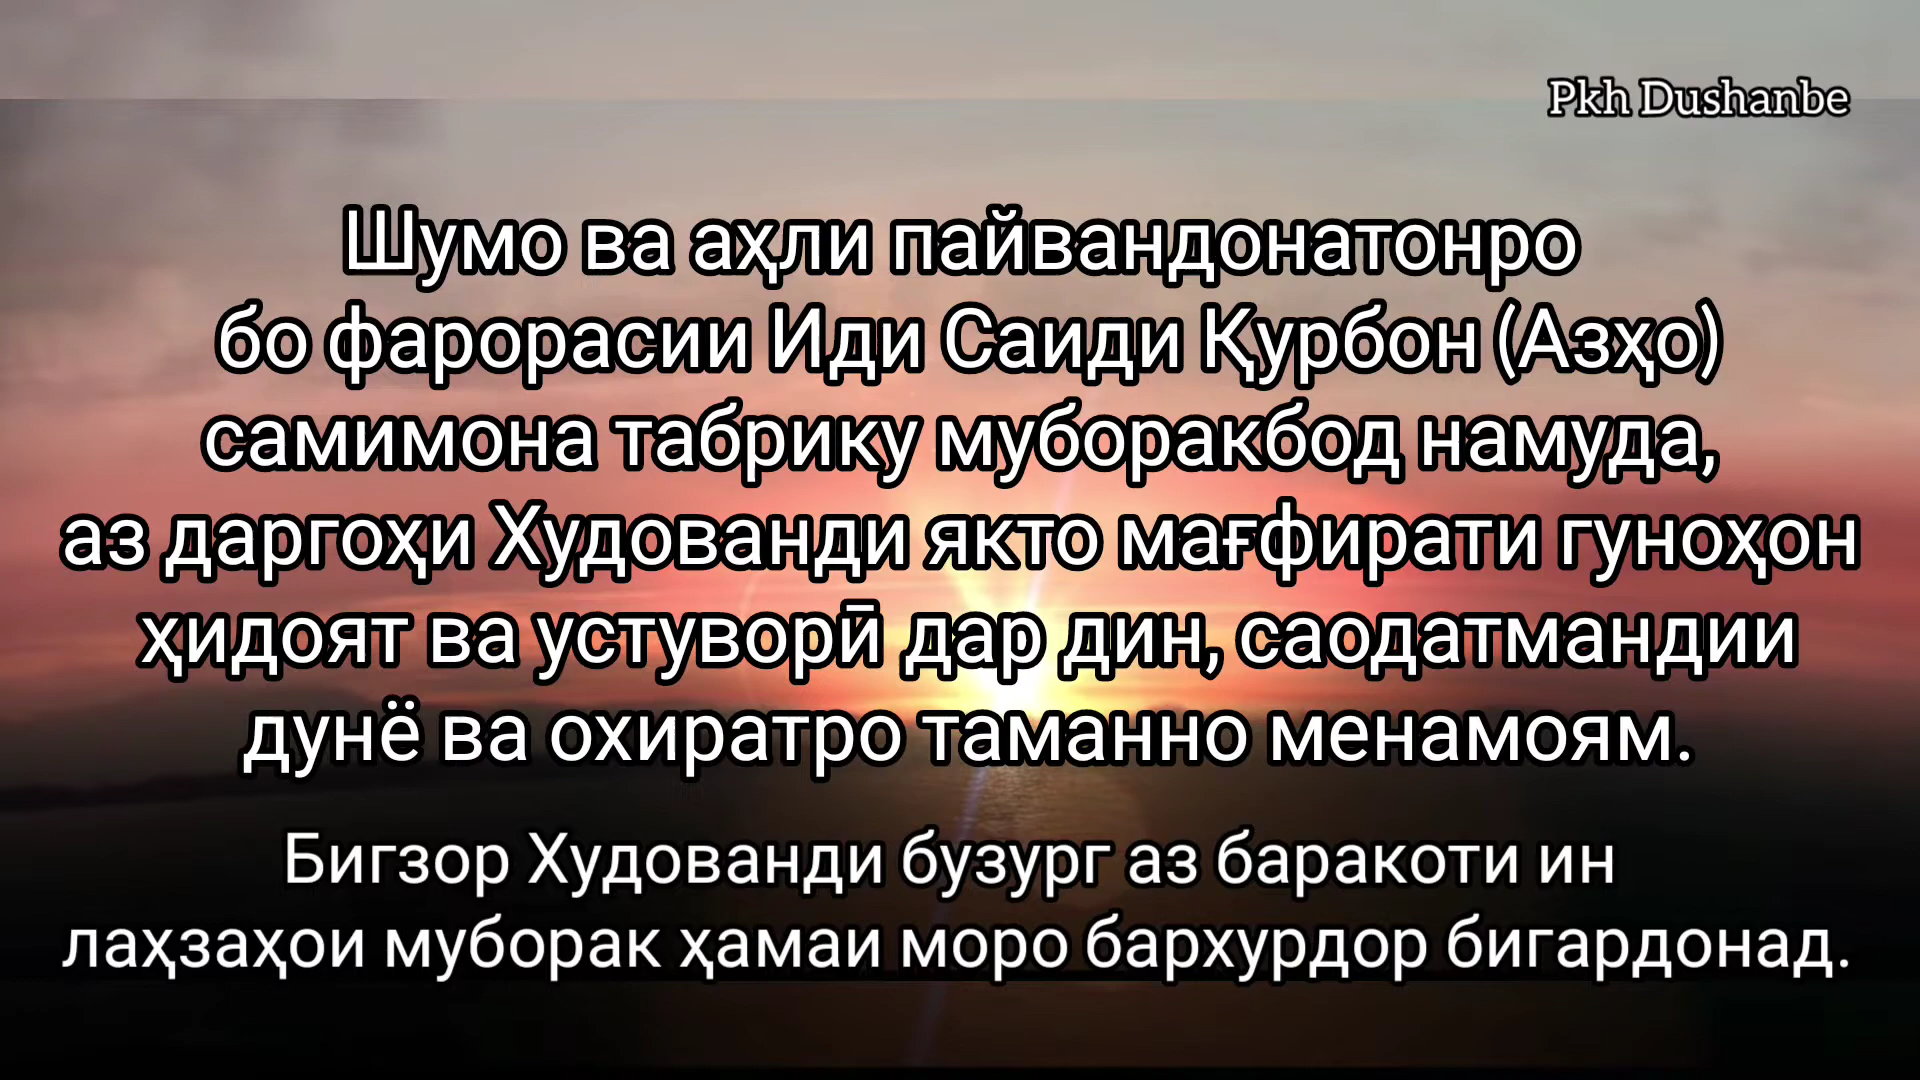 Pkh Dushanbe
Шумо ва аҳли пайвандонатонро
бо фарорасии Иди Саиди Қурбон (Азҳо)
самимона табрику муборакбод намуда,
аз даргоҳи Худованди якто мағфирати гуноҳон
ҳидоят ва устуворӣ дар дин, саодатмандии
дунё ва охиратро таманно менамоям.
Бигзор Худованди бузург аз баракоти ин
лаҳзаҳои муборак ҳамаи моро бархурдор бигардонад.